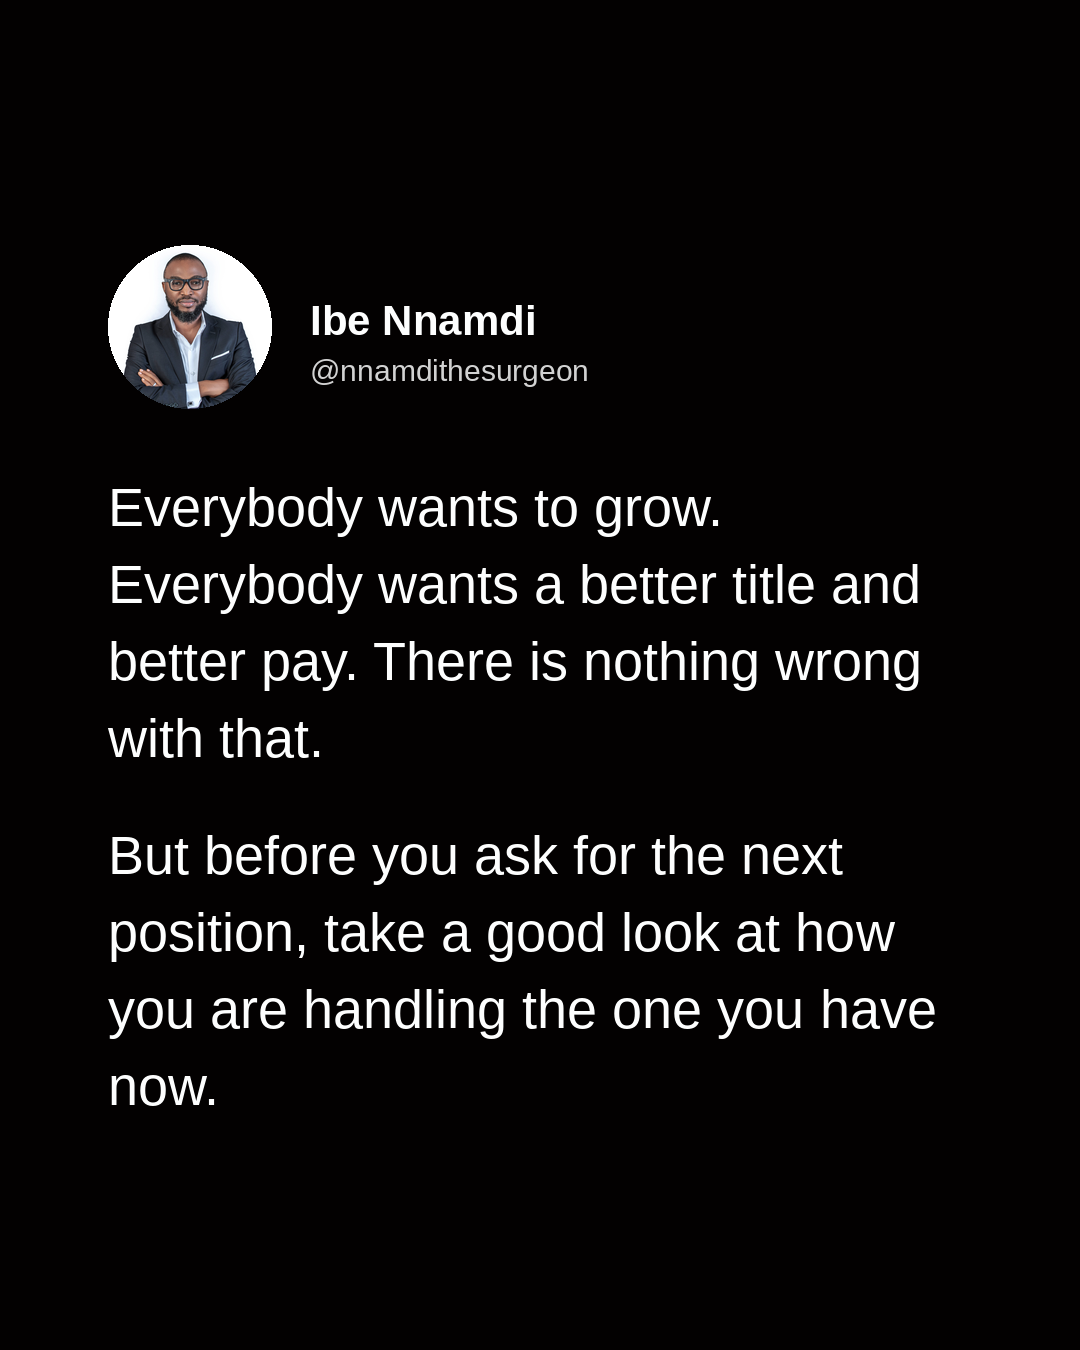 Ibe Nnamdi
@nnamdithesurgeon
Everybody wants to grow.
Everybody wants a better title and
better pay. There is nothing wrong
with that.
But before you ask for the next
position, take a good look at how
you are handling the one you have
now.